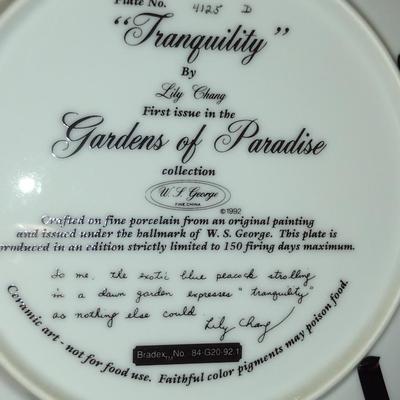 Plate No. 4125 D
"Tranquility"
By
Lily Chang
First issue in the
Gardens of Paradise
collection
W. S. George
FINE CHINA
©1992
Crafted on fine porcelain from an original painting
and issued under the hallmark of W. S. George. This plate is
produced in an edition strictly limited to 150 firing days maximum.
To me, the exotic blue peacock strolling
in a dawn garden expresses "tranquility"
as nothing else could.
Lily Chang
Bradex No. 84-G20-92.1
Ceramic art - not for food use. Faithful color pigments may poison food.